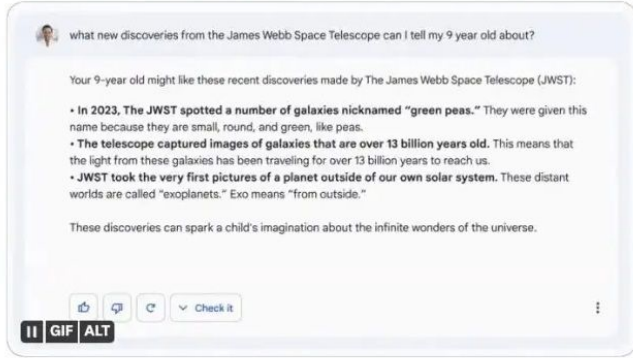 what new discoveries from the James Webb Space Telescope can I tell my 9 year old about?
Your 9-year old might like these recent discoveries made by The James Webb Space Telescope (JWST):
• In 2023, The JWST spotted a number of galaxies nicknamed "green peas." They were given this
name because they are small, round, and green, like peas.
• The telescope captured images of galaxies that are over 13 billion years old. This means that
the light from these galaxies has been traveling for over 13 billion years to reach us.
• JWST took the very first pictures of a planet outside of our own solar system. These distant
worlds are called "exoplanets." Exo means "from outside."
These discoveries can spark a child's imagination about the infinite wonders of the universe.
Check it
GIF ALT